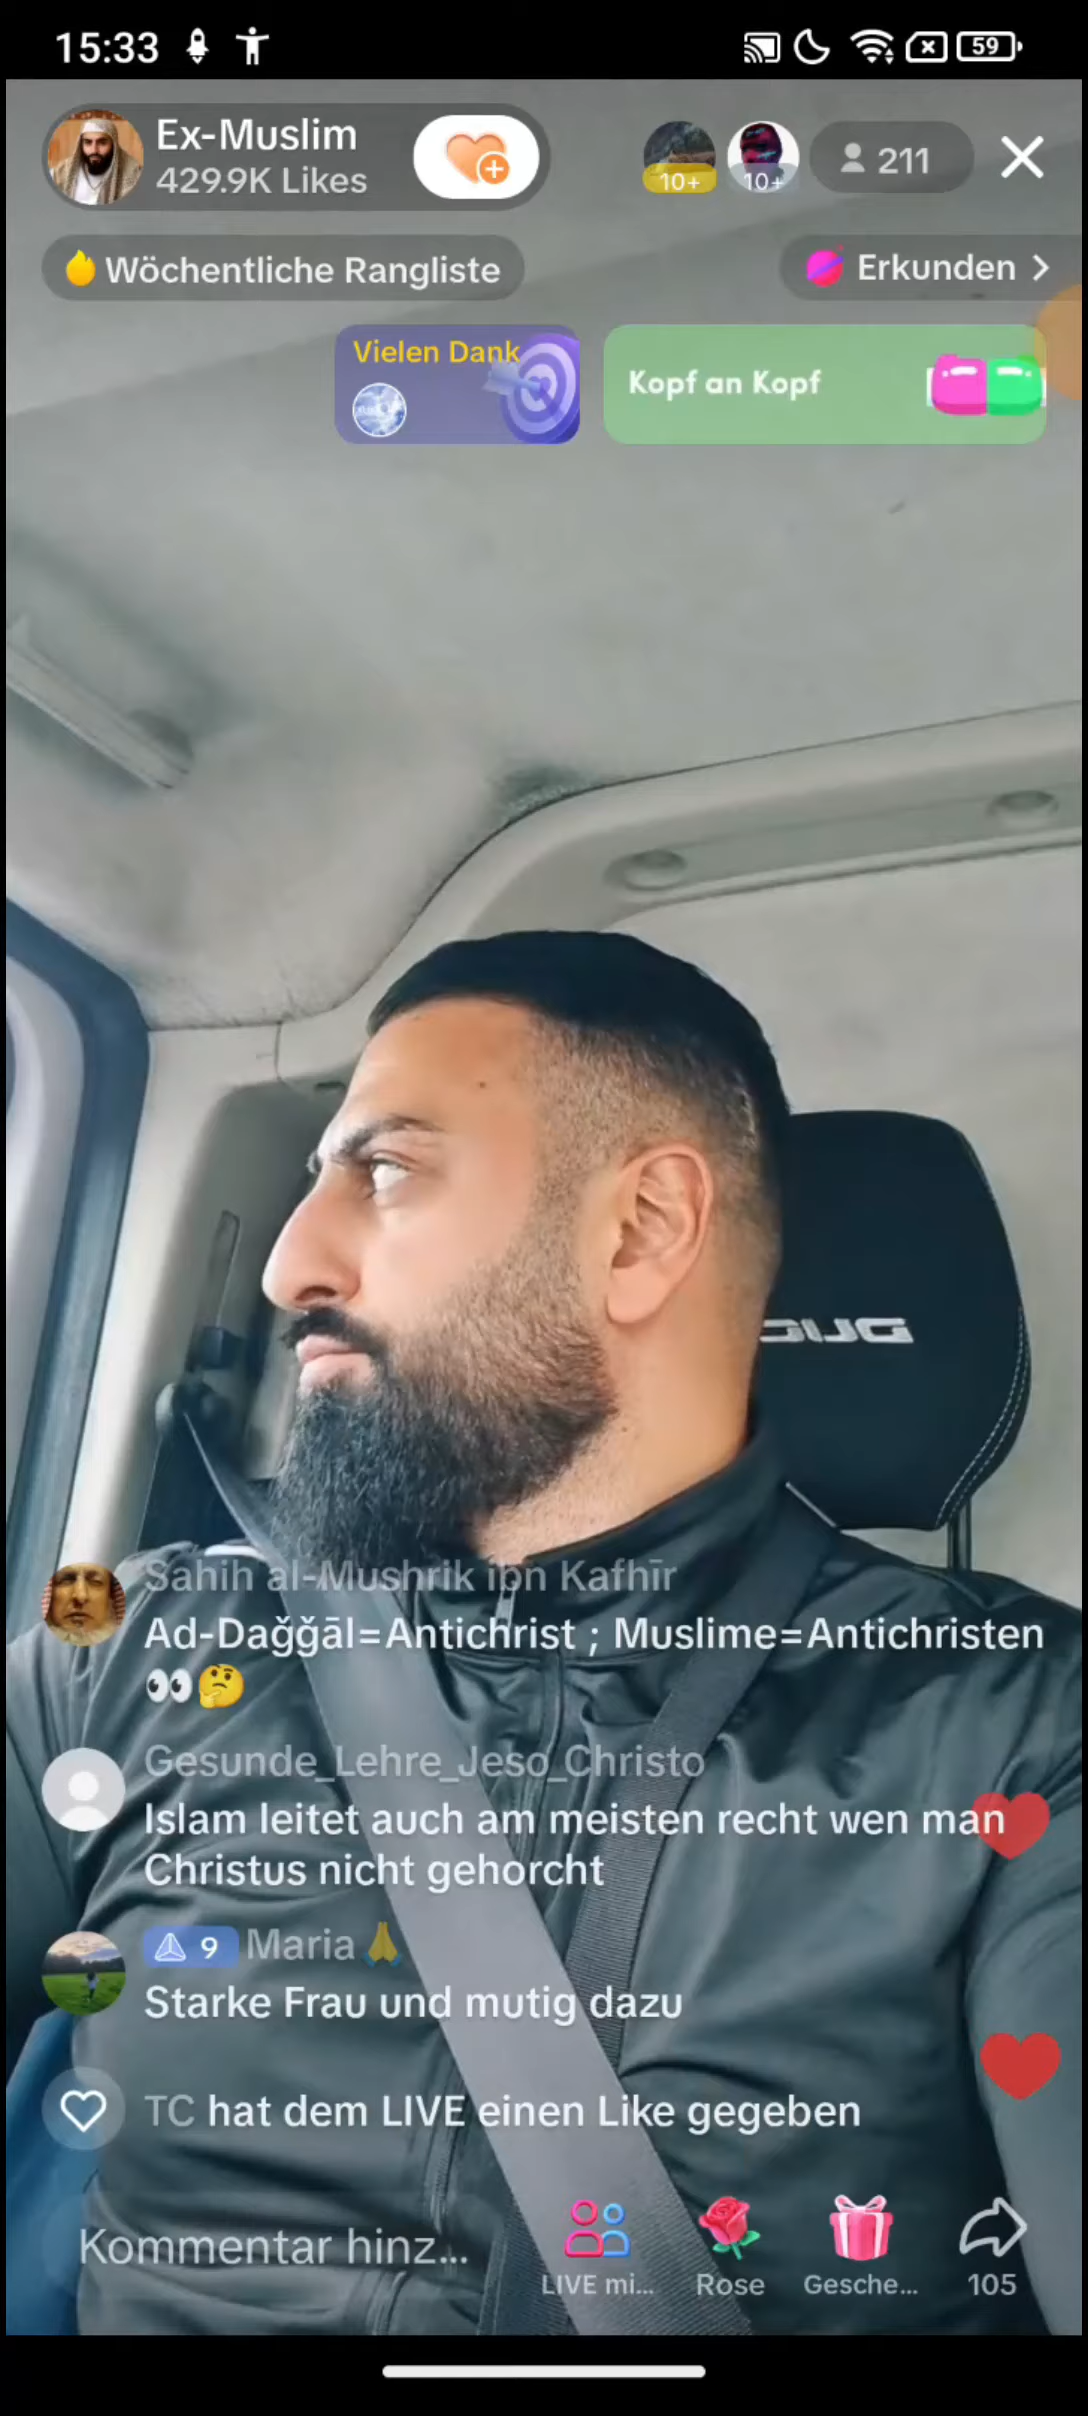 15:33
59
Ex-Muslim
429.9K Likes
10+
10+
211
Wöchentliche Rangliste
Erkunden >
Vielen Dank
Kopf an Kopf
Sahih al-Mushrik ibn Kafhīr
Ad-Dağğāl=Antichrist ; Muslime=Antichristen
👀🤔
Gesunde_Lehre_Jeso_Christo
Islam leitet auch am meisten recht wen man
Christus nicht gehorcht
9 Maria🙏
Starke Frau und mutig dazu
TC hat dem LIVE einen Like gegeben
Kommentar hinz...
LIVE mi...
Rose
Gesche...
105